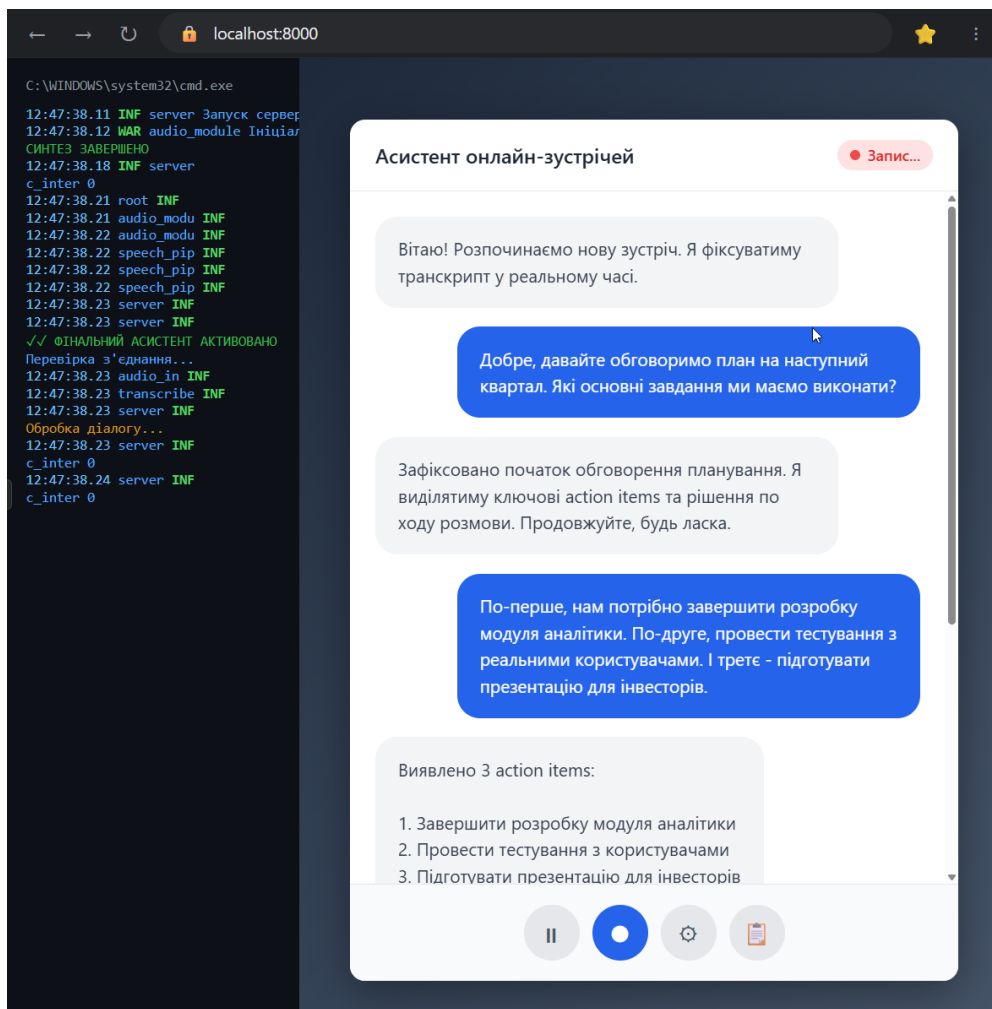 localhost:8000
C:\WINDOWS\system32\cmd.exe
12:47:38.11 INF server Запуск сервер
12:47:38.12 WAR audio_module Ініціал
СИНТЕЗ ЗАВЕРШЕНО
12:47:38.18 INF server
c_inter 0
12:47:38.21 root INF
12:47:38.21 audio_modu INF
12:47:38.22 audio_modu INF
12:47:38.22 speech_pip INF
12:47:38.22 speech_pip INF
12:47:38.22 speech_pip INF
12:47:38.23 server INF
12:47:38.23 server INF
✓✓ ФІНАЛЬНИЙ АСИСТЕНТ АКТИВОВАНО
Перевірка з'єднання...
12:47:38.23 audio_in INF
12:47:38.23 transcribe INF
12:47:38.23 server INF
Обробка діалогу...
12:47:38.23 server INF
c_inter 0
12:47:38.24 server INF
c_inter 0
Асистент онлайн-зустрічей
Запис...
Вітаю! Розпочинаємо нову зустріч. Я фіксуватиму
транскрипт у реальному часі.
Добре, давайте обговоримо план на наступний
квартал. Які основні завдання ми маємо виконати?
Зафіксовано початок обговорення планування. Я
виділятиму ключові action items та рішення по
ходу розмови. Продовжуйте, будь ласка.
По-перше, нам потрібно завершити розробку
модуля аналітики. По-друге, провести тестування з
реальними користувачами. І третє - підготувати
презентацію для інвесторів.
Виявлено 3 action items:
1. Завершити розробку модуля аналітики
2. Провести тестування з користувачами
3. Підготувати презентацію для інвесторів